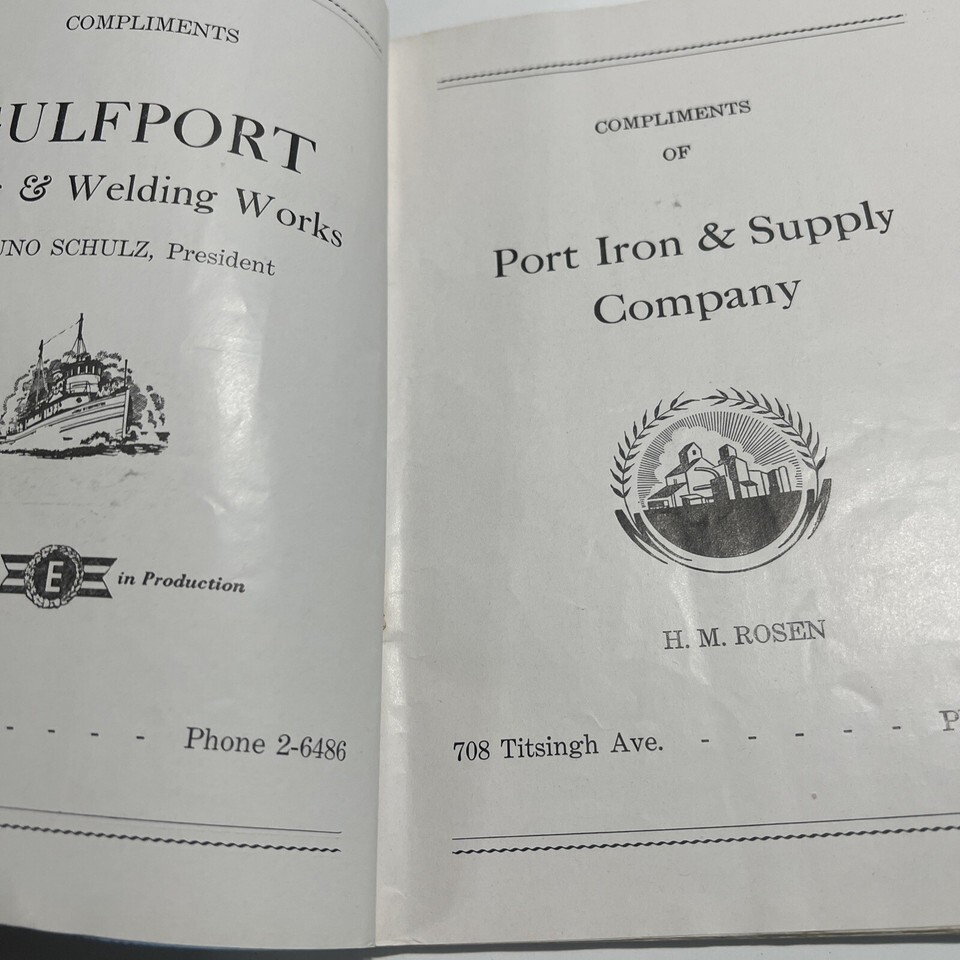 COMPLIMENTS
ULFPORT
& Welding Works
UNO SCHULZ, President
E in Production
- - - - Phone 2-6486
COMPLIMENTS
OF
Port Iron & Supply
Company
H. M. ROSEN
708 Titsingh Ave. - - - - - P